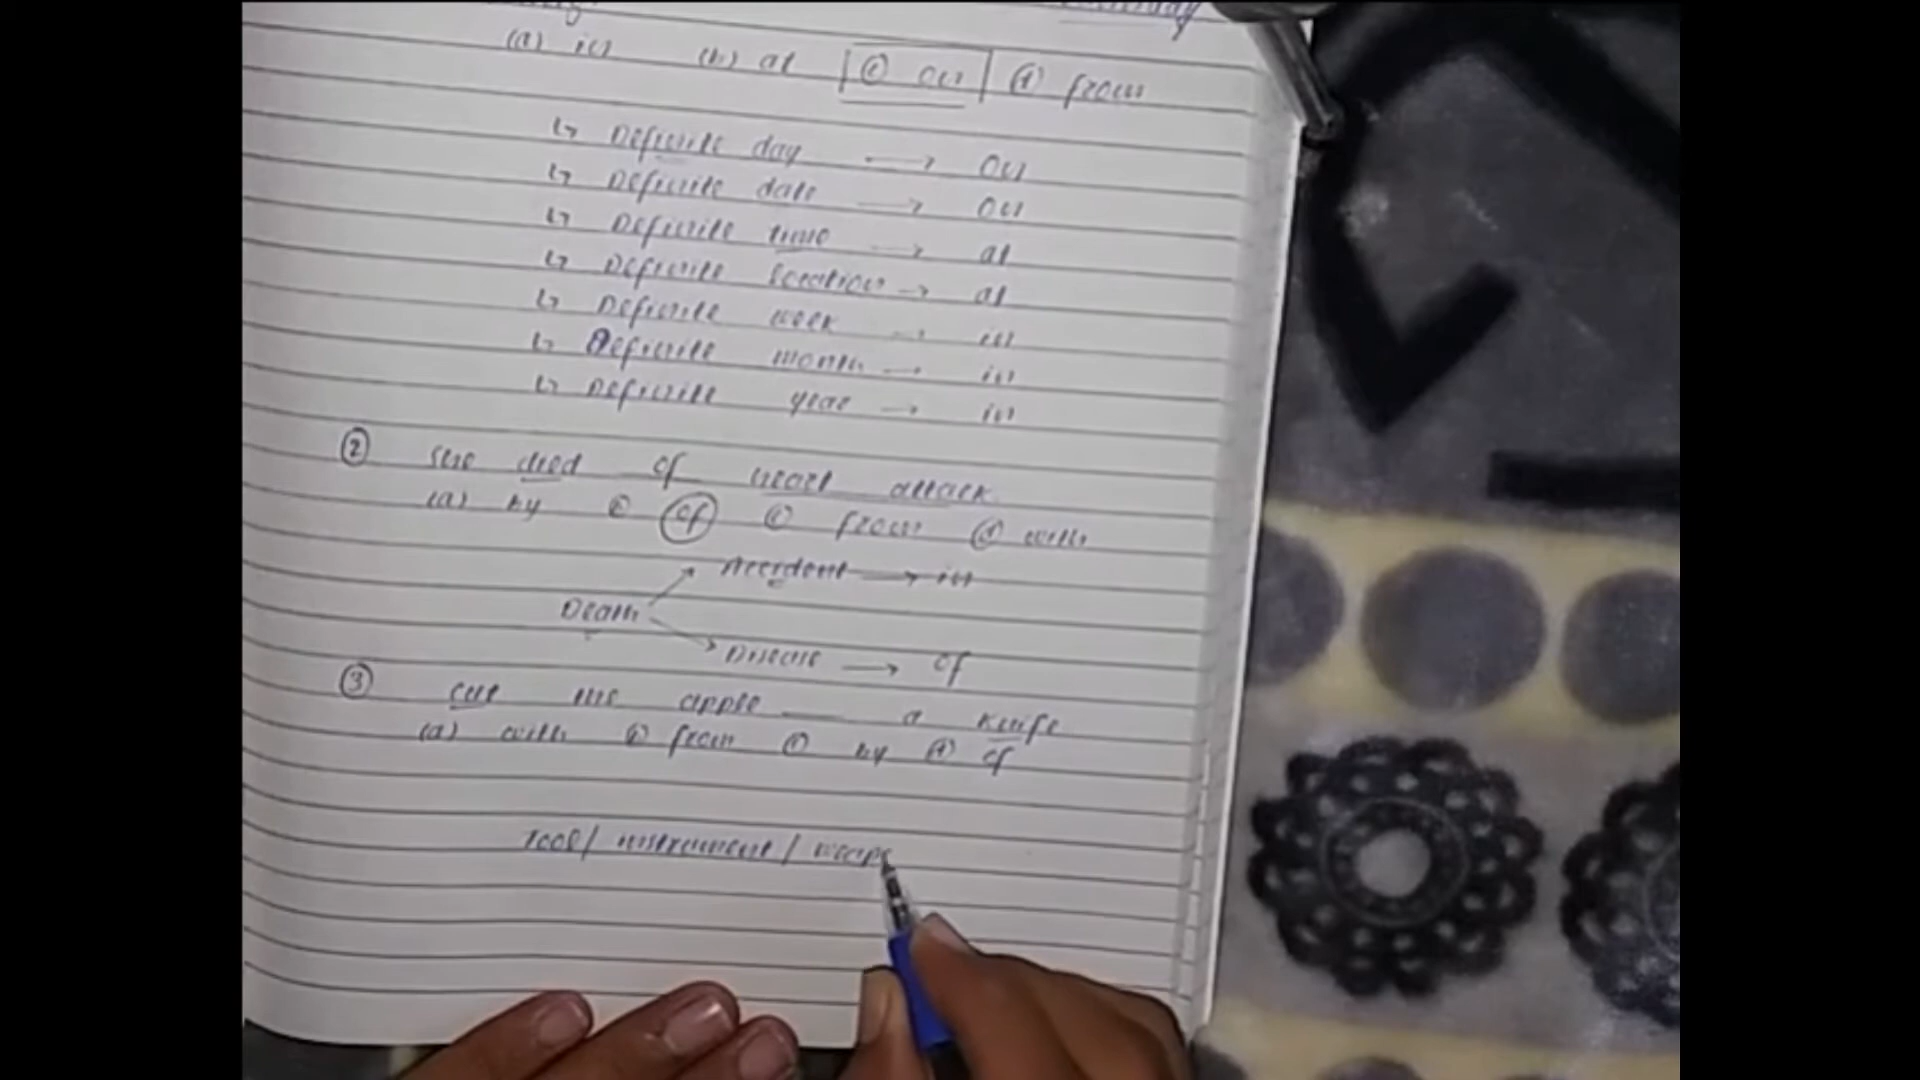 (a) in (b) at (c) on (d) from
↳ Definite day → on
↳ Definite date → on
↳ Definite time → at
↳ Definite location → at
↳ Definite week → in
↳ Definite month → in
↳ Definite year → in
② She died of heart attack.
(a) by (b) of (c) from (d) with
Accident → in
Death
Disease → of
③ Cut the apple ___ a knife
(a) with (b) from (c) by (d) of
Tool / instrument / weap